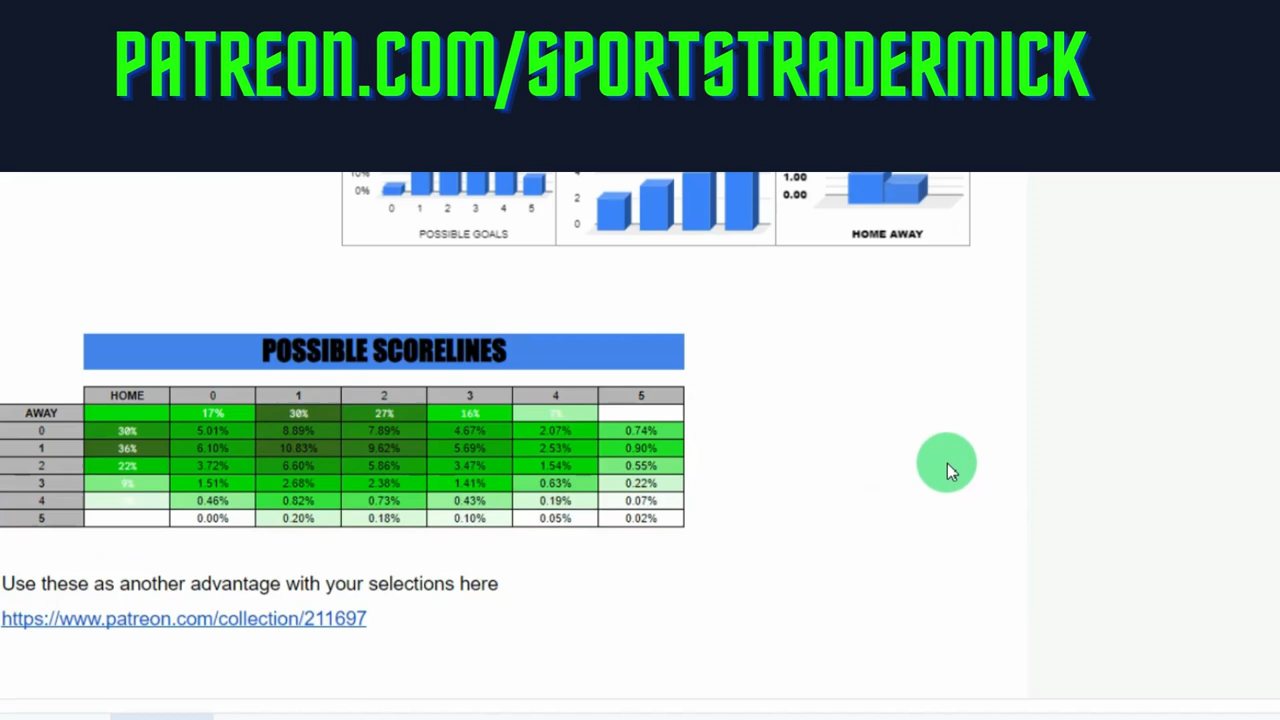 PATREON.COM/SPORTSTRADERMICK
10% 1.00
0% 2 0.00
0 1 2 3 4 5 0
POSSIBLE GOALS HOME AWAY
POSSIBLE SCORELINES
HOME 0 1 2 3 4 5
AWAY 17% 30% 27% 16% 7%
0 30% 5.01% 8.89% 7.89% 4.67% 2.07% 0.74%
1 36% 6.10% 10.83% 9.62% 5.69% 2.53% 0.90%
2 22% 3.72% 6.60% 5.86% 3.47% 1.54% 0.55%
3 9% 1.51% 2.68% 2.38% 1.41% 0.63% 0.22%
4 0.46% 0.82% 0.73% 0.43% 0.19% 0.07%
5 0.00% 0.20% 0.18% 0.10% 0.05% 0.02%
Use these as another advantage with your selections here
https://www.patreon.com/collection/211697